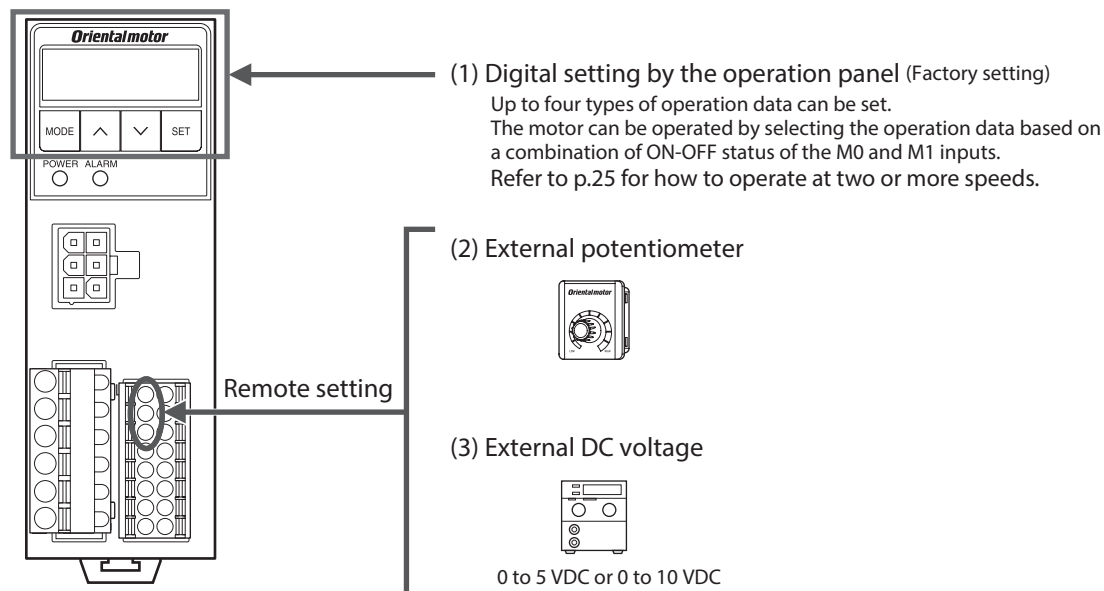 Orientalmotor
MODE
SET
POWER ALARM
(1) Digital setting by the operation panel (Factory setting)
Up to four types of operation data can be set.
The motor can be operated by selecting the operation data based on
a combination of ON-OFF status of the M0 and M1 inputs.
Refer to p.25 for how to operate at two or more speeds.
Remote setting
(2) External potentiometer
Orientalmotor
(3) External DC voltage
0 to 5 VDC or 0 to 10 VDC